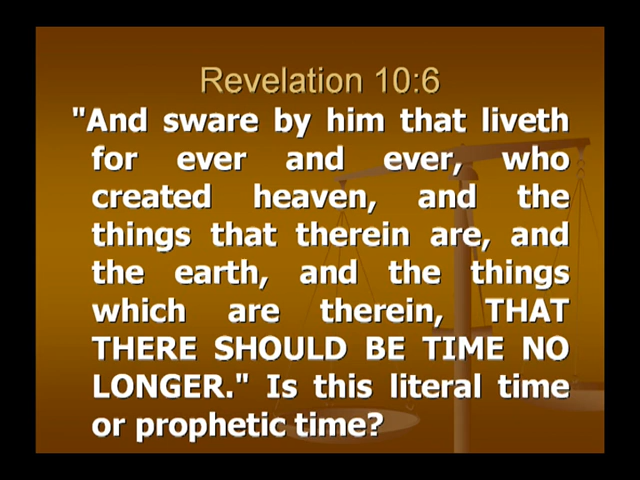 Revelation 10:6
"And sware by him that liveth
for ever and ever, who
created heaven, and the
things that therein are, and
the earth, and the things
which are therein, THAT
THERE SHOULD BE TIME NO
LONGER." Is this literal time
or prophetic time?